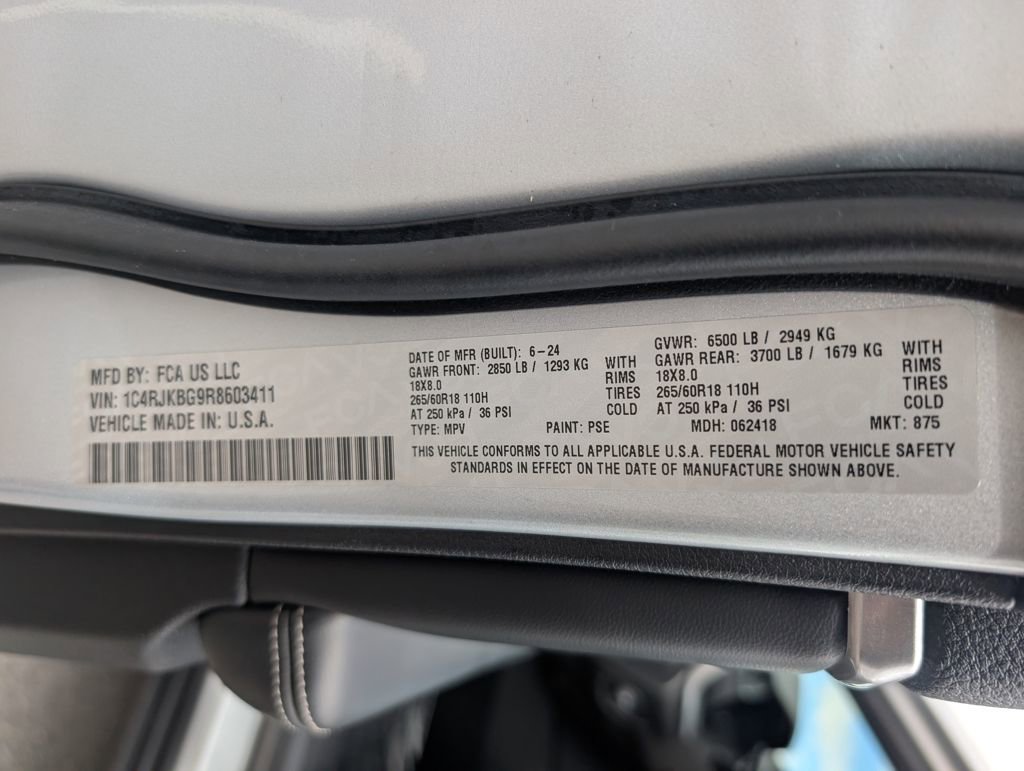 MFD BY: FCA US LLC
VIN: 1C4RJKBG9R8603411
VEHICLE MADE IN: U.S.A.
DATE OF MFR (BUILT): 6-24
GAWR FRONT: 2850 LB / 1293 KG WITH
18X8.0 RIMS
265/60R18 110H TIRES
AT 250 kPa / 36 PSI COLD
TYPE: MPV PAINT: PSE
GVWR: 6500 LB / 2949 KG
GAWR REAR: 3700 LB / 1679 KG WITH
18X8.0 RIMS
265/60R18 110H TIRES
AT 250 kPa / 36 PSI COLD
MDH: 062418 MKT: 875
THIS VEHICLE CONFORMS TO ALL APPLICABLE U.S.A. FEDERAL MOTOR VEHICLE SAFETY
STANDARDS IN EFFECT ON THE DATE OF MANUFACTURE SHOWN ABOVE.